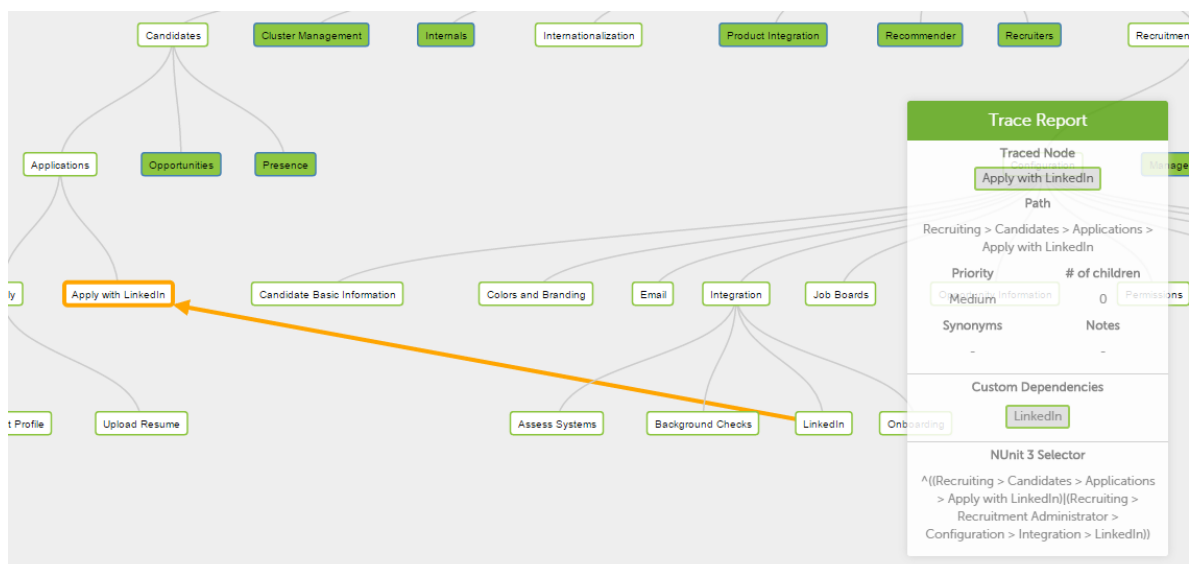 Candidates
Cluster Management
Internals
Internationalization
Product Integration
Recommender
Recruiters
Recruitmen
Applications
Opportunities
Presence
Configuration
Manage
ly
Apply with LinkedIn
Candidate Basic Information
Colors and Branding
Email
Integration
Job Boards
Opportunity Information
Permissions
t Profile
Upload Resume
Assess Systems
Background Checks
LinkedIn
Onboarding
Trace Report
Traced Node
Apply with LinkedIn
Path
Recruiting > Candidates > Applications >
Apply with LinkedIn
Priority # of children
Medium 0
Synonyms Notes
- -
Custom Dependencies
LinkedIn
NUnit 3 Selector
^((Recruiting > Candidates > Applications
> Apply with LinkedIn)|(Recruiting >
Recruitment Administrator >
Configuration > Integration > LinkedIn))